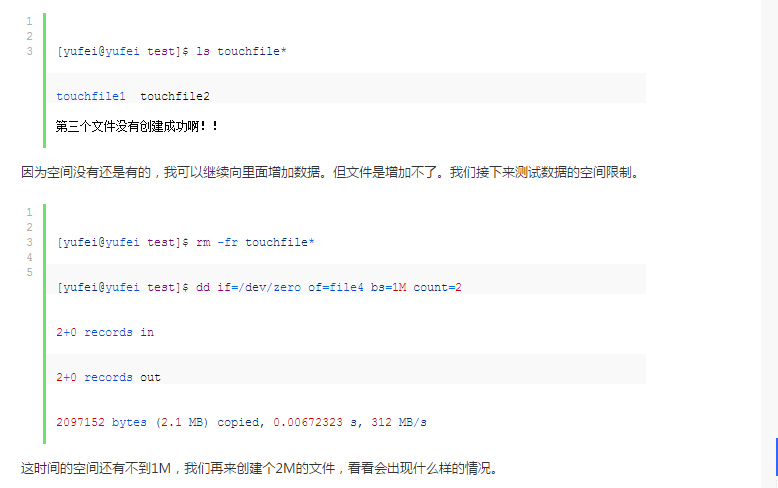 1
2
3
[yufei@yufei test]$ ls touchfile*
touchfile1  touchfile2
第三个文件没有创建成功啊！！
因为空间没有还是有的，我可以继续向里面增加数据。但文件是增加不了。我们接下来测试数据的空间限制。
1
2
3
4
5
[yufei@yufei test]$ rm -fr touchfile*
[yufei@yufei test]$ dd if=/dev/zero of=file4 bs=1M count=2
2+0 records in
2+0 records out
2097152 bytes (2.1 MB) copied, 0.00672323 s, 312 MB/s
这时间的空间还有不到1M，我们再来创建个2M的文件，看看会出现什么样的情况。